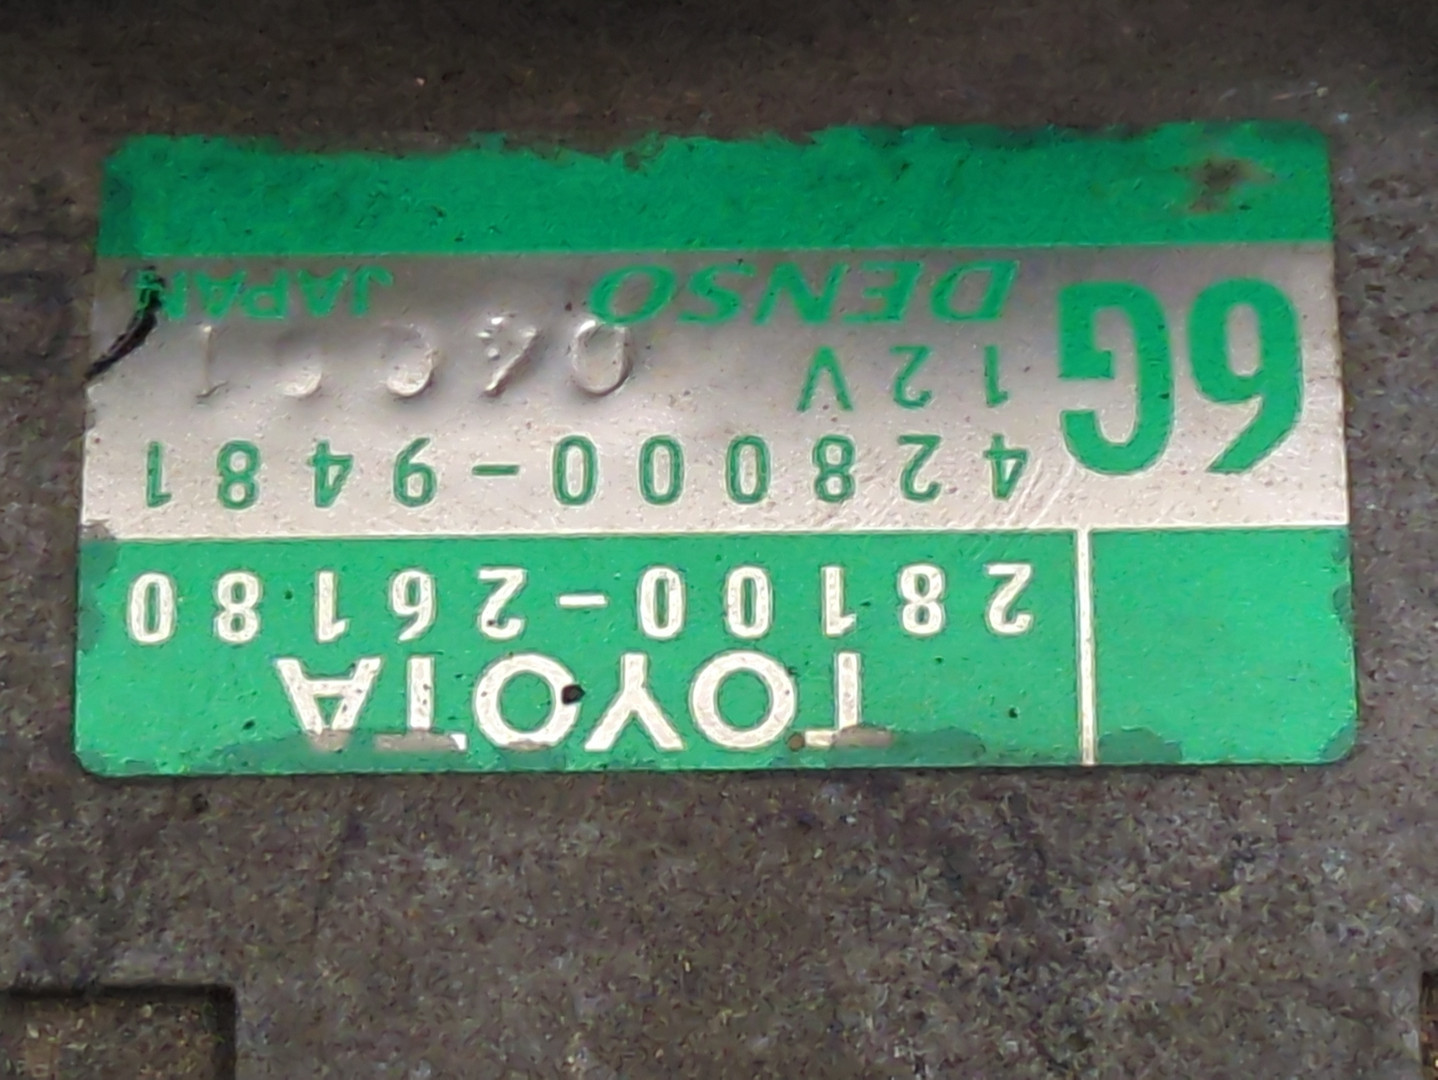 TOYOTA
28100-26180
6G
428000-9481
12V
DENSO JAPAN